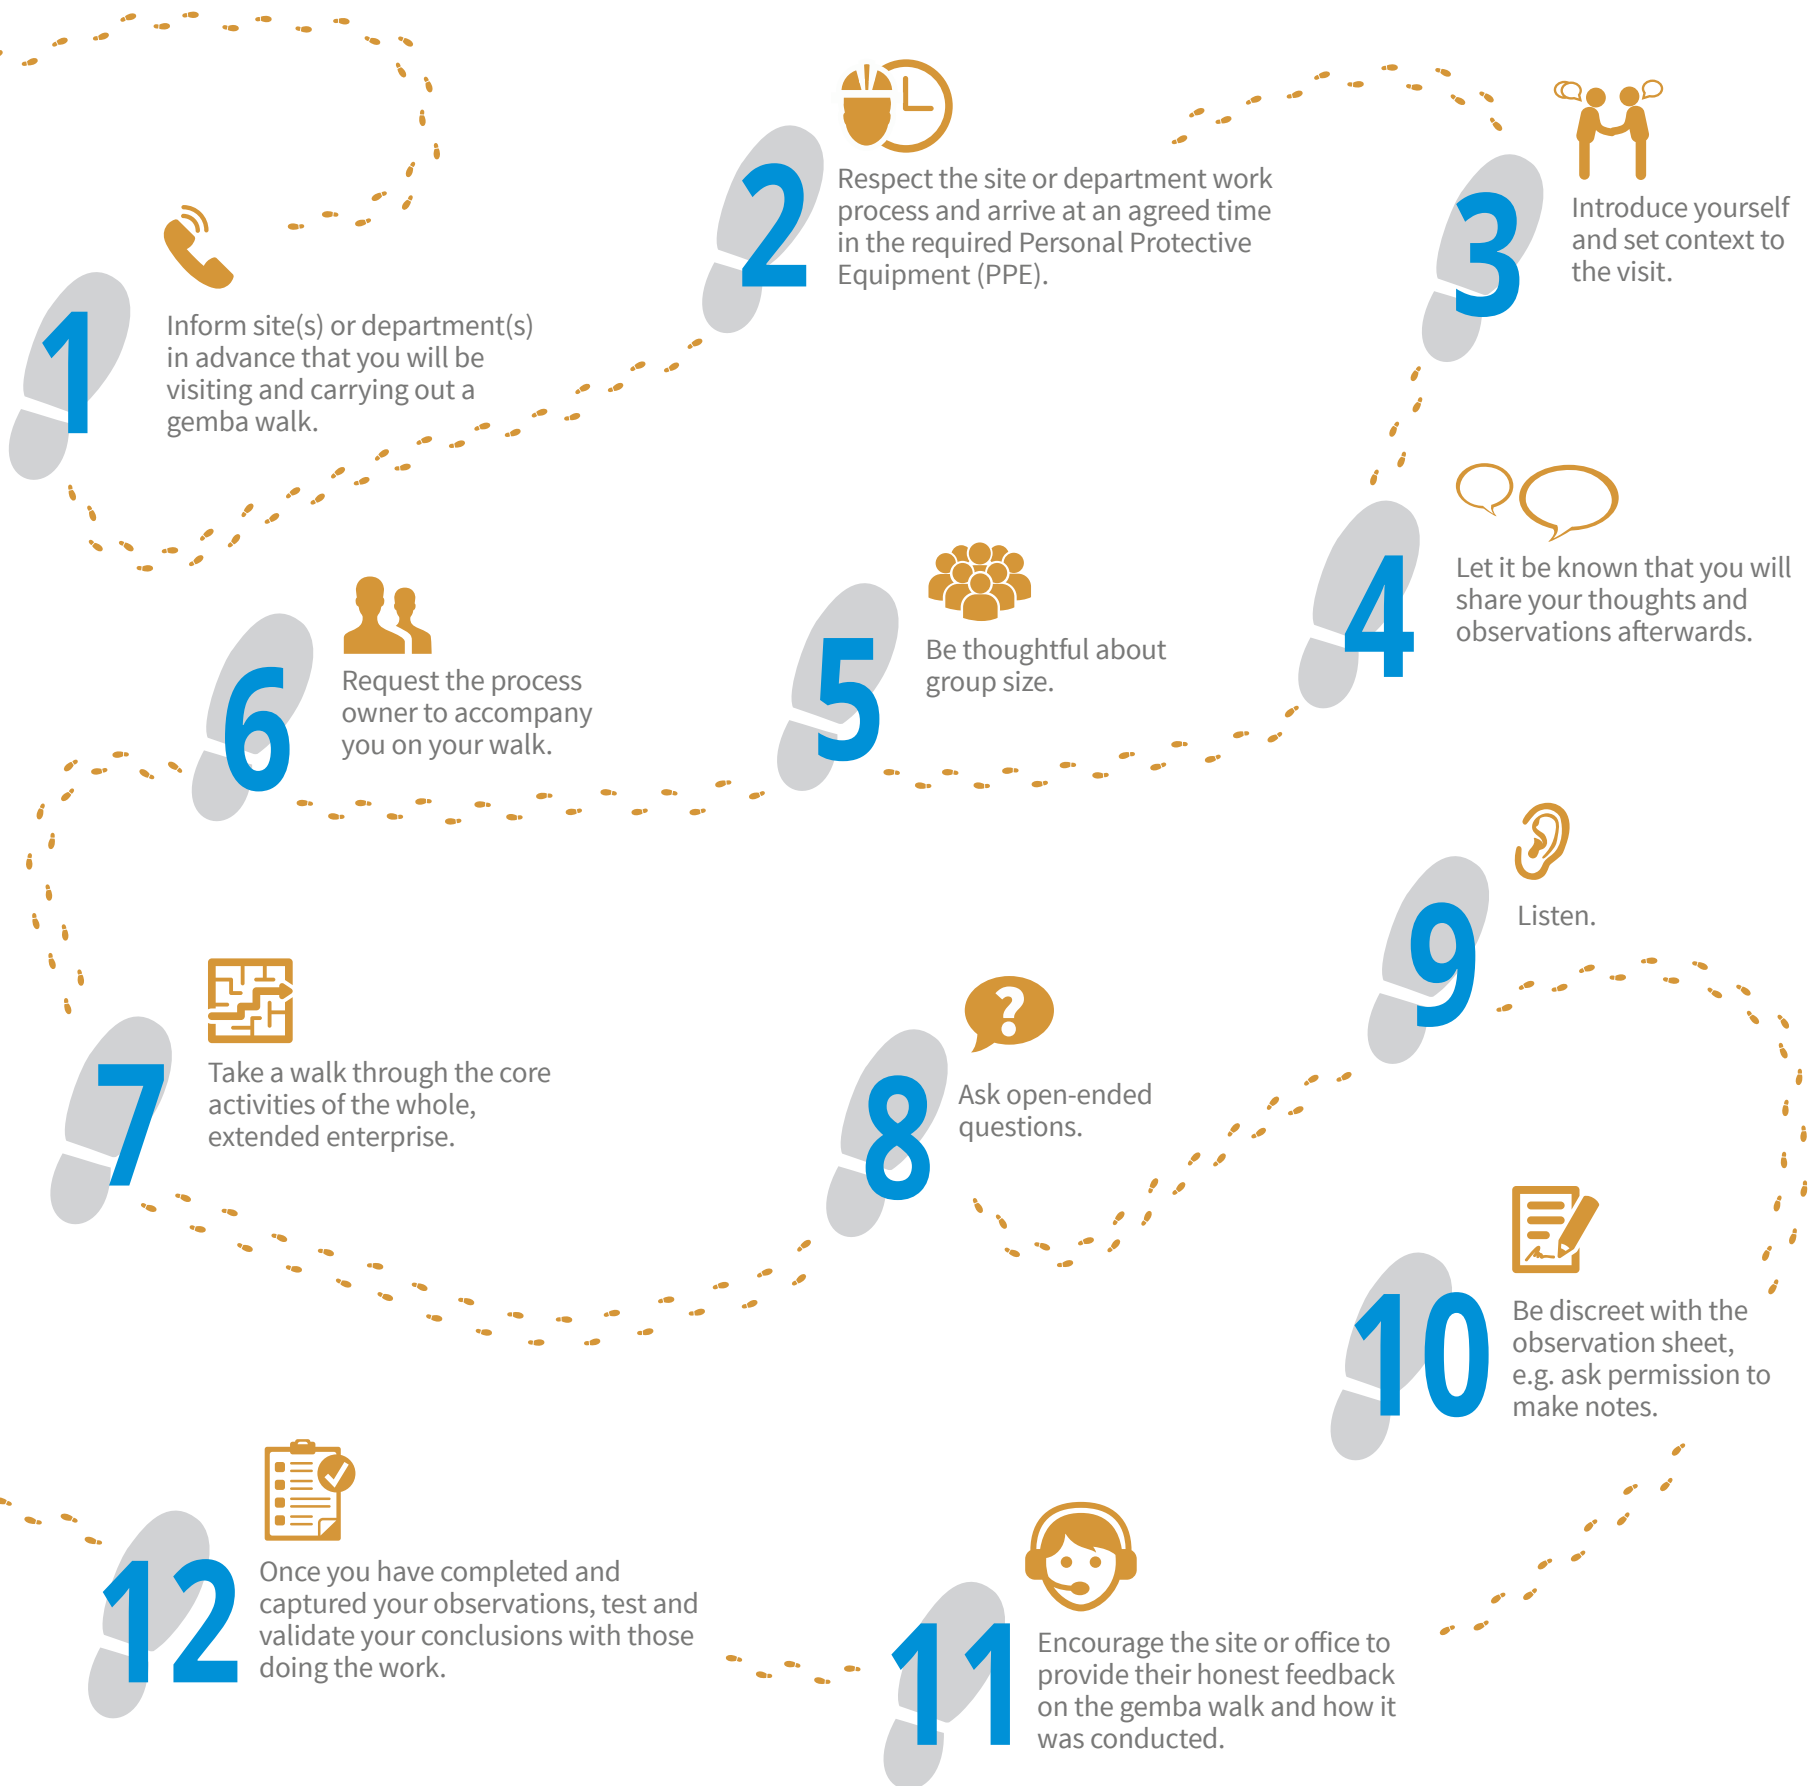 1
Inform site(s) or department(s)
in advance that you will be
visiting and carrying out a
gemba walk.
2
Respect the site or department work
process and arrive at an agreed time
in the required Personal Protective
Equipment (PPE).
3
Introduce yourself
and set context to
the visit.
4
Let it be known that you will
share your thoughts and
observations afterwards.
5
Be thoughtful about
group size.
6
Request the process
owner to accompany
you on your walk.
7
Take a walk through the core
activities of the whole,
extended enterprise.
8
?
Ask open-ended
questions.
9
Listen.
10
Be discreet with the
observation sheet,
e.g. ask permission to
make notes.
11
Encourage the site or office to
provide their honest feedback
on the gemba walk and how it
was conducted.
12
Once you have completed and
captured your observations, test and
validate your conclusions with those
doing the work.